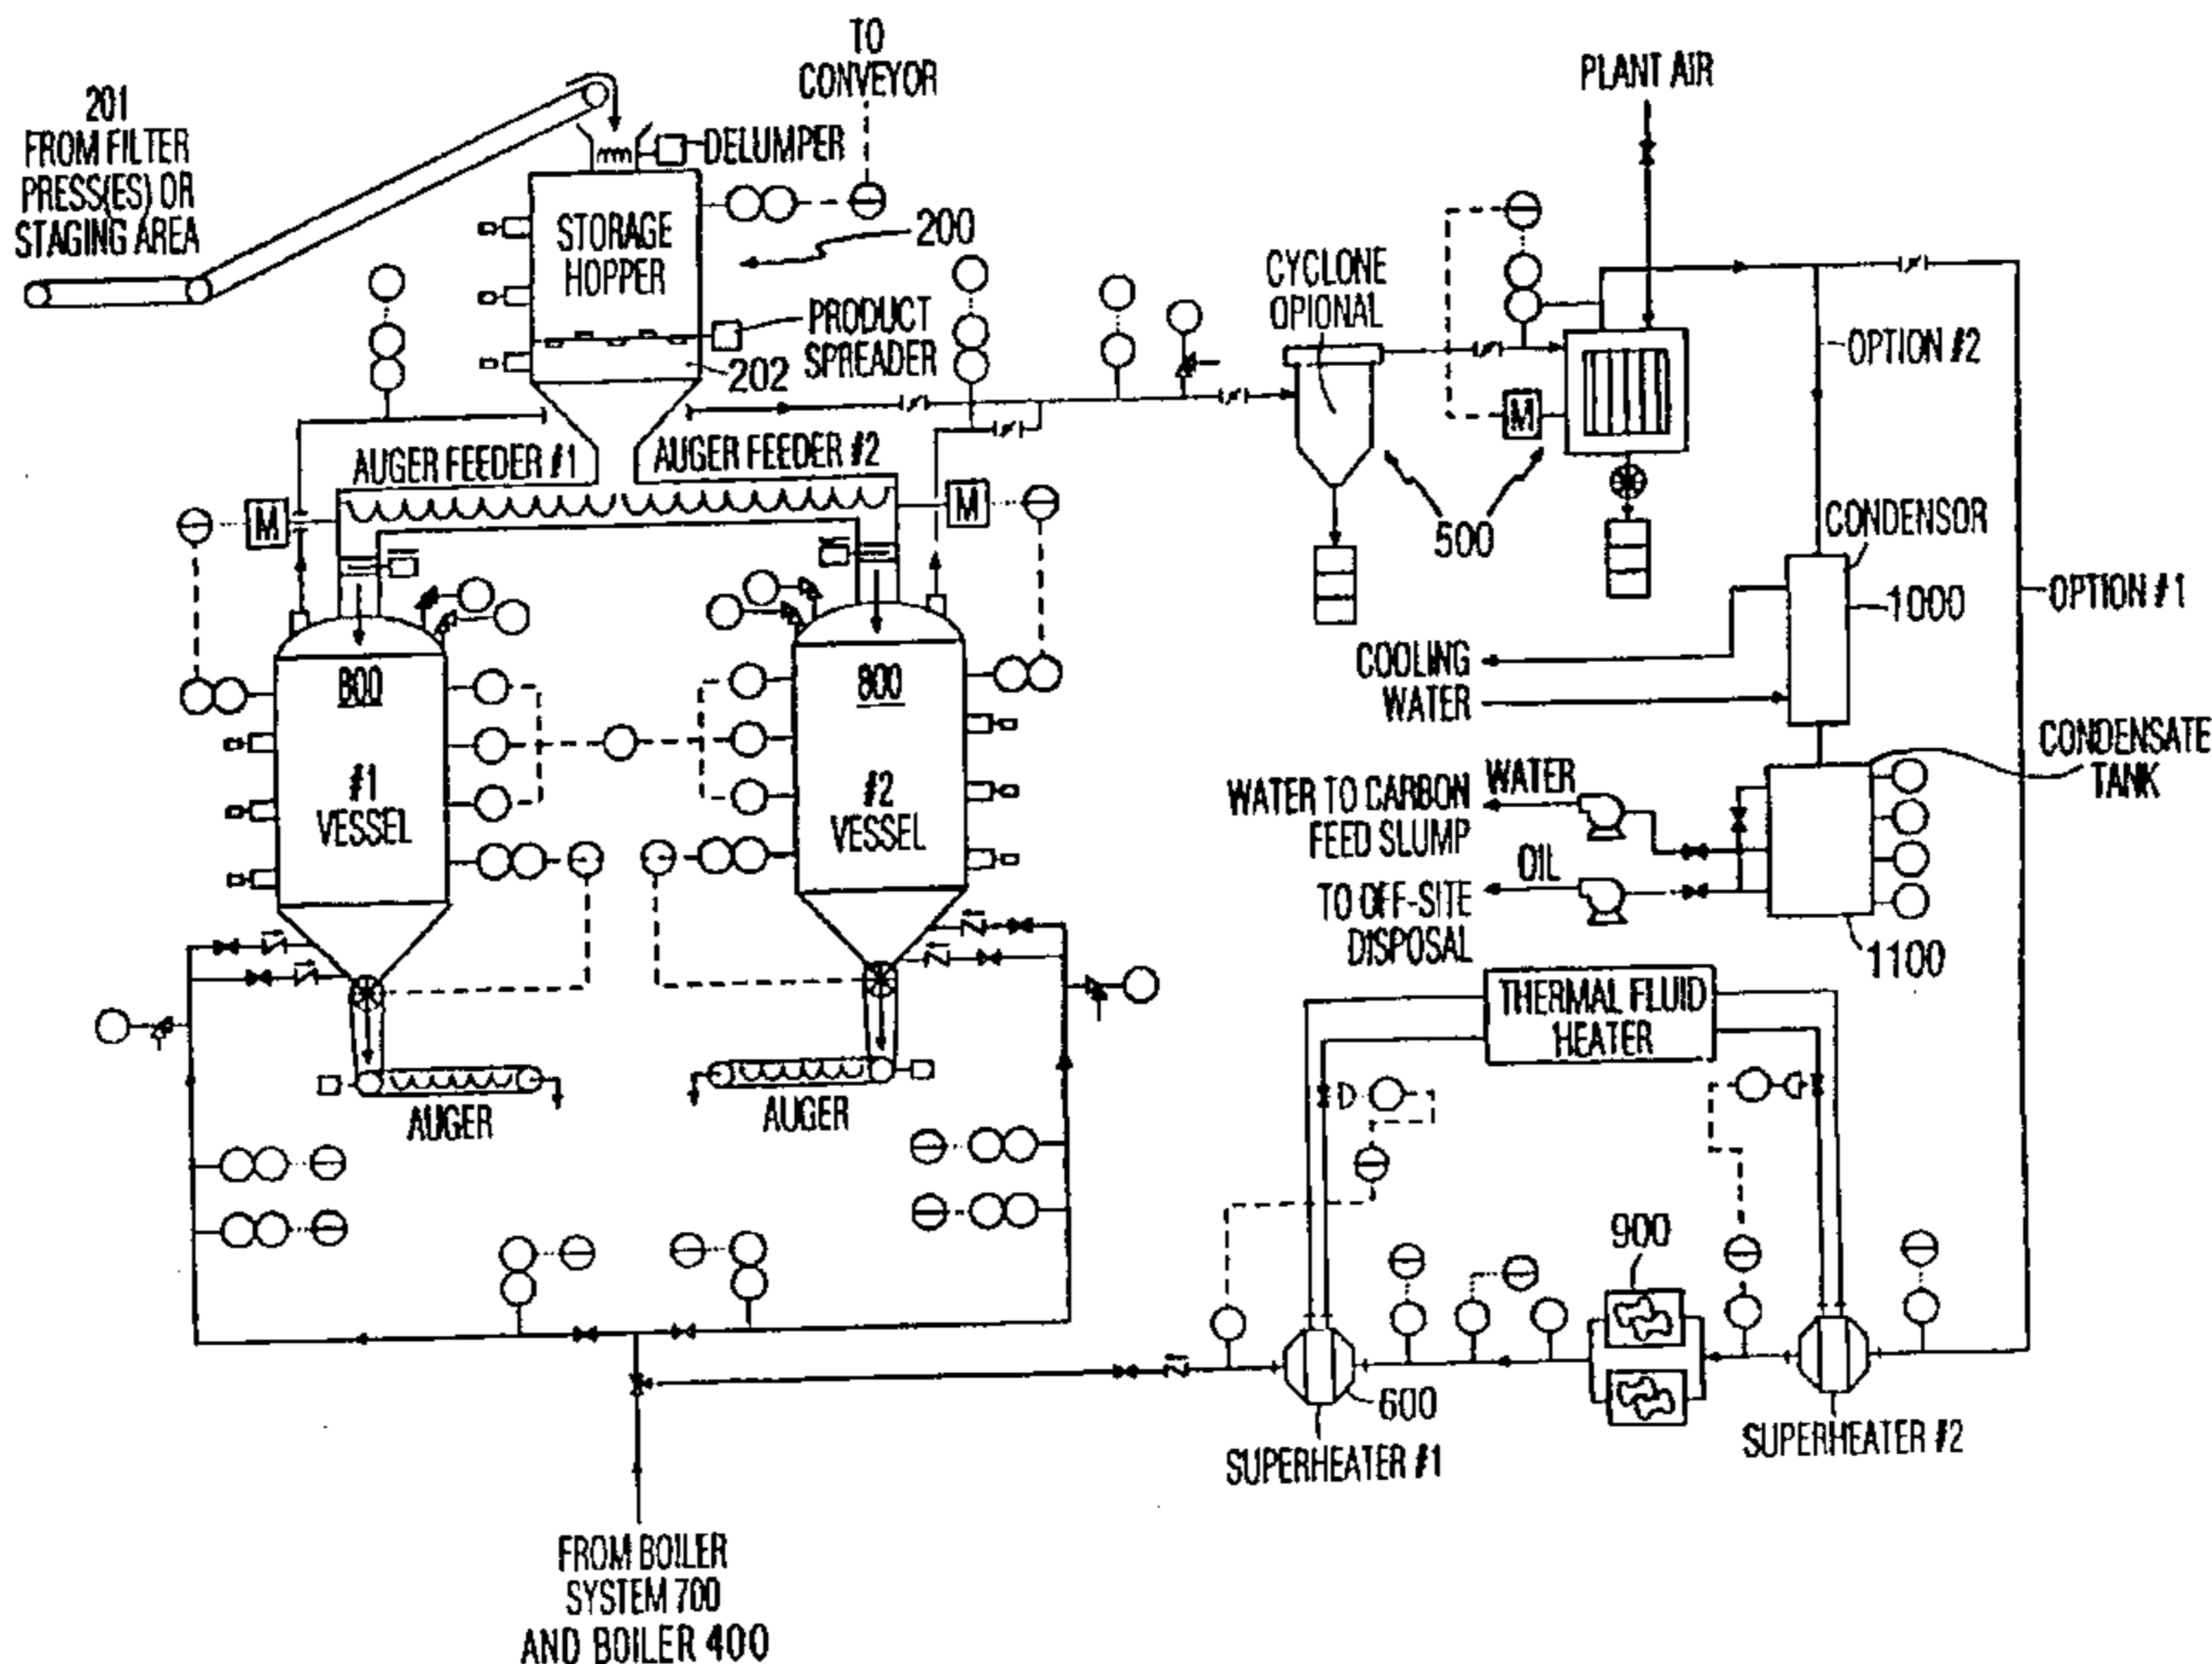 TO
CONVEYOR
PLANT AIR
201
FROM FILTER
PRESS(ES) OR
STAGING AREA
DELUMPER
STORAGE
HOPPER
200
CYCLONE
OPIONAL
PRODUCT
SPREADER
202
OPTION #2
AUGER FEEDER #1
AUGER FEEDER #2
M
M
M
500
CONDENSOR
1000
OPTION #1
COOLING
WATER
800
#1
VESSEL
800
#2
VESSEL
CONDENSATE
TANK
WATER
WATER TO CARBON
FEED SLUMP
OIL
TO OFF-SITE
DISPOSAL
1100
THERMAL FLUID
HEATER
AUGER
AUGER
900
600
SUPERHEATER #1
SUPERHEATER #2
FROM BOILER
SYSTEM 700
AND BOILER 400